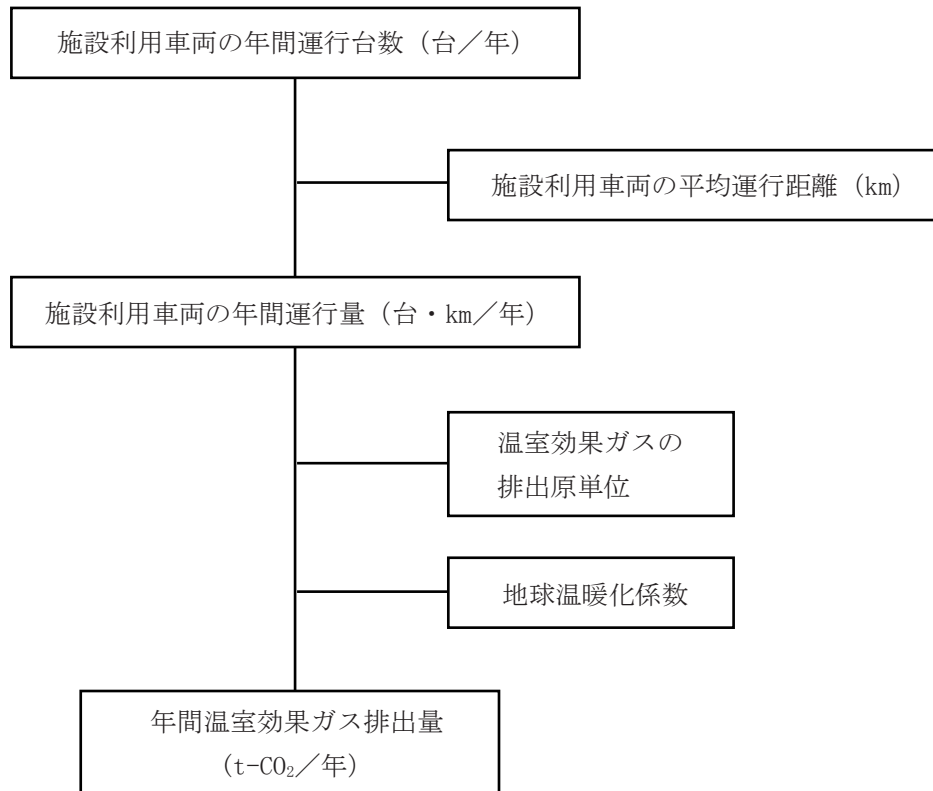 施設利用車両の年間運行台数（台／年）
施設利用車両の平均運行距離（km）
施設利用車両の年間運行量（台・km／年）
温室効果ガスの
排出原単位
地球温暖化係数
年間温室効果ガス排出量
（t-CO₂／年）